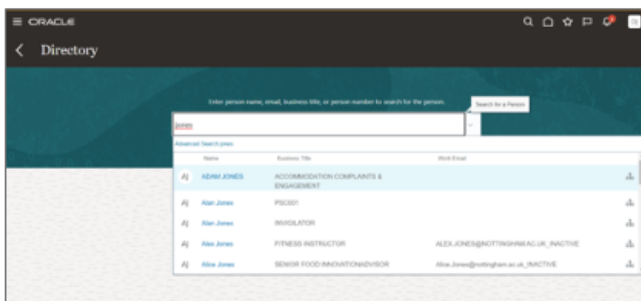 ORACLE
Directory
Enter person name, email, business title, or person number to search for the person.
Search for a Person
jones
Advanced Search jones
Name Business Title Work Email
AJ ADAM JONES ACCOMMODATION COMPLAINTS & ENGAGEMENT
AJ Alan Jones PSC001
AJ Alan Jones INVIGILATOR
AJ Alex Jones FITNESS INSTRUCTOR ALEX.JONES@NOTTINGHAM.AC.UK_INACTIVE
AJ Alice Jones SENIOR FOOD INNOVATIONADVISOR Alice.Jones@nottingham.ac.uk_INACTIVE